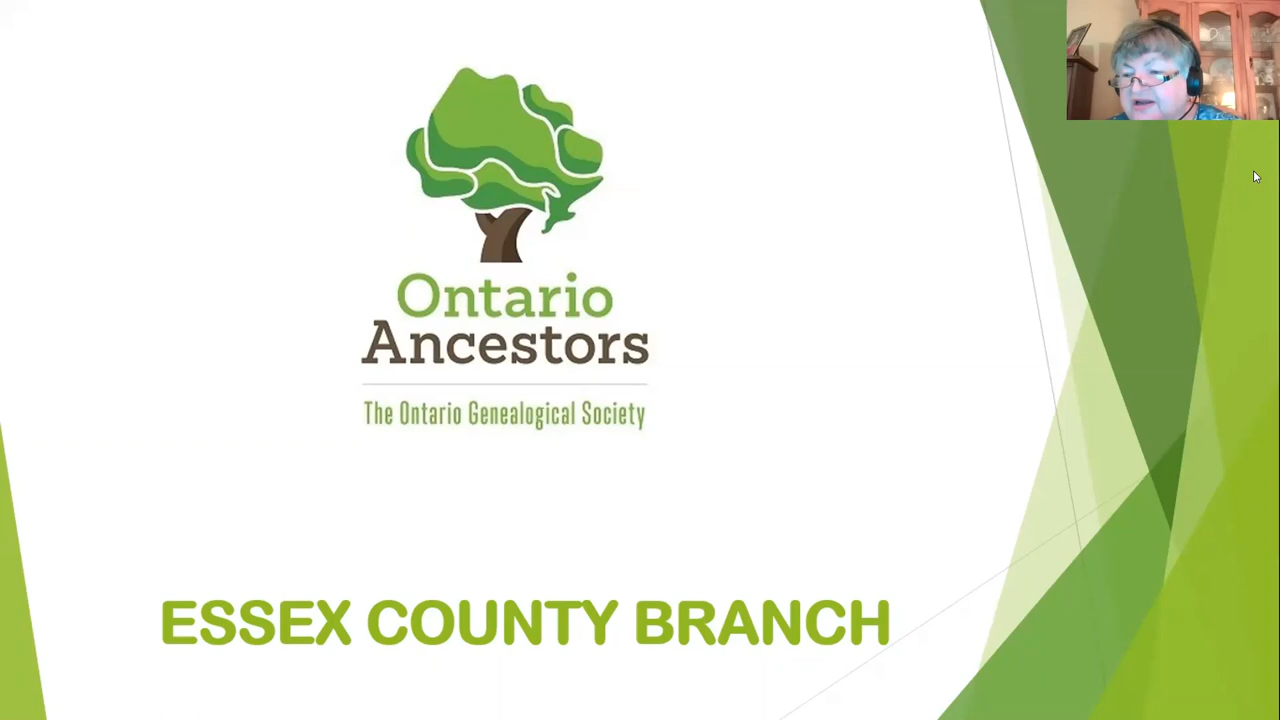 Ontario
Ancestors
The Ontario Genealogical Society
ESSEX COUNTY BRANCH